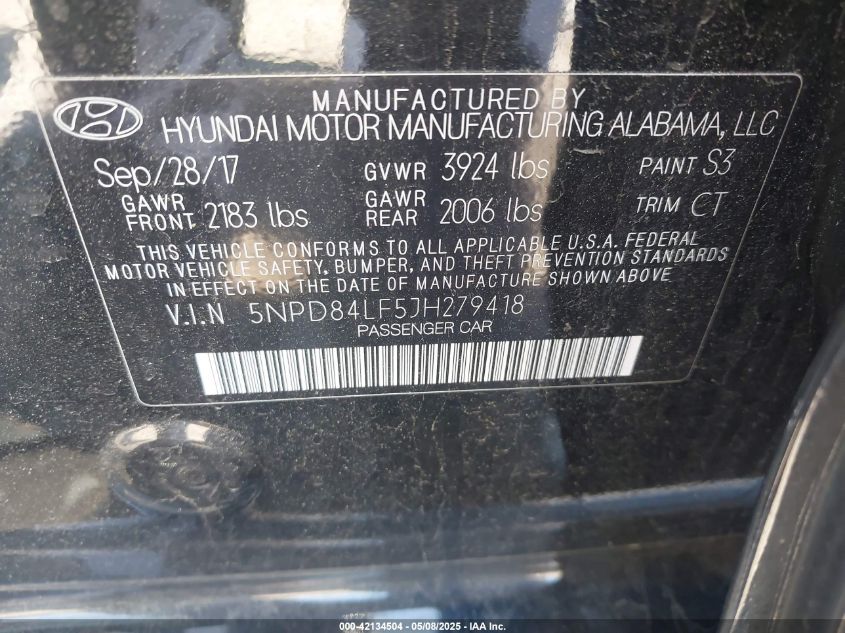 MANUFACTURED BY
HYUNDAI MOTOR MANUFACTURING ALABAMA, LLC
Sep/28/17 GVWR 3924 lbs PAINT S3
GAWR FRONT 2183 lbs GAWR REAR 2006 lbs TRIM CT
THIS VEHICLE CONFORMS TO ALL APPLICABLE U.S.A. FEDERAL
MOTOR VEHICLE SAFETY, BUMPER, AND THEFT PREVENTION STANDARDS
IN EFFECT ON THE DATE OF MANUFACTURE SHOWN ABOVE
V.I.N 5NPD84LF5JH279418
PASSENGER CAR
000-42134504 - 05/08/2025 - IAA Inc.